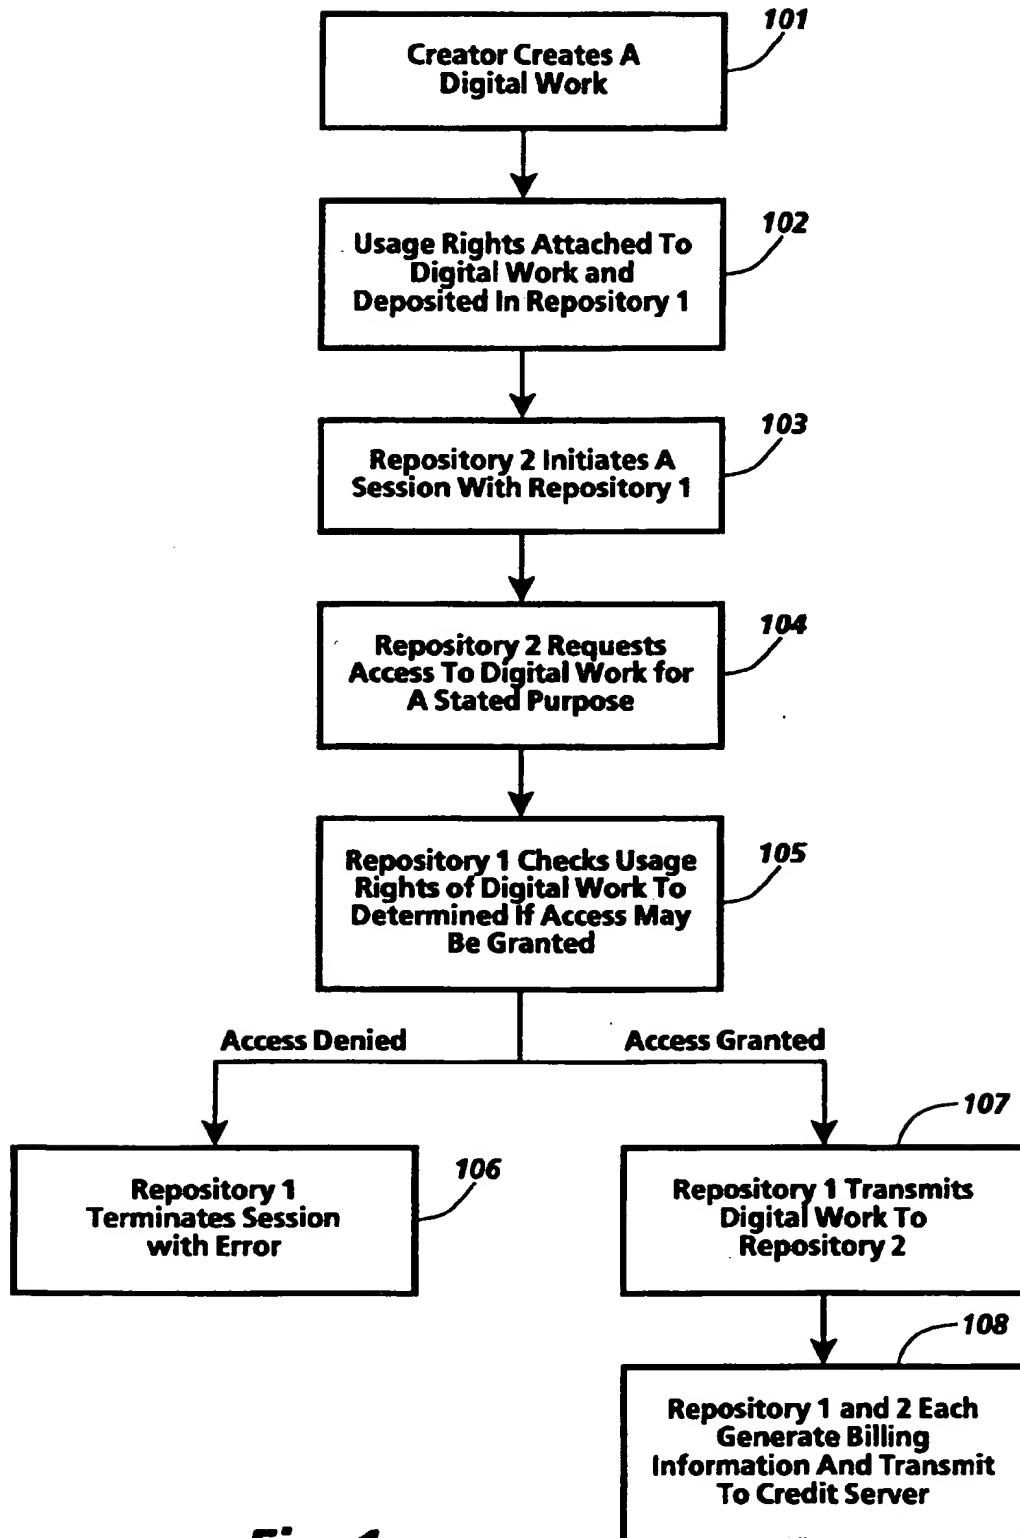 101
Creator Creates A
Digital Work
102
Usage Rights Attached To
Digital Work and
Deposited In Repository 1
103
Repository 2 Initiates A
Session With Repository 1
104
Repository 2 Requests
Access To Digital Work for
A Stated Purpose
105
Repository 1 Checks Usage
Rights of Digital Work To
Determined If Access May
Be Granted
Access Denied
Access Granted
106
Repository 1
Terminates Session
with Error
107
Repository 1 Transmits
Digital Work To
Repository 2
108
Repository 1 and 2 Each
Generate Billing
Information And Transmit
To Credit Server